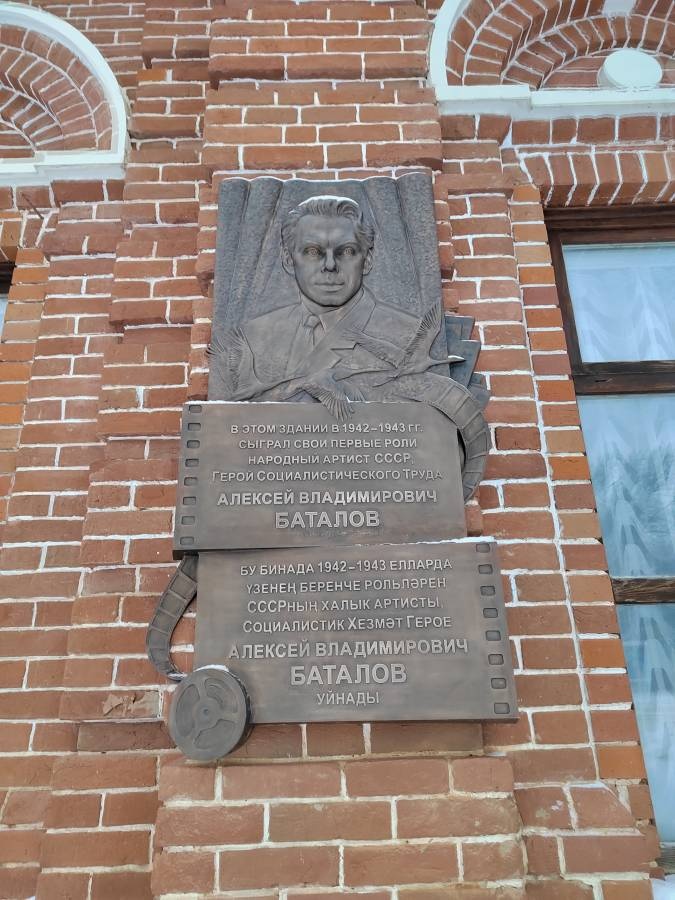 В ЭТОМ ЗДАНИИ В 1942–1943 ГГ.
СЫГРАЛ СВОИ ПЕРВЫЕ РОЛИ
НАРОДНЫЙ АРТИСТ СССР,
ГЕРОЙ СОЦИАЛИСТИЧЕСКОГО ТРУДА
АЛЕКСЕЙ ВЛАДИМИРОВИЧ
БАТАЛОВ
БУ БИНАДА 1942–1943 ЕЛЛАРДА
ҮЗЕНЕҢ БЕРЕНЧЕ РОЛЬЛӘРЕН
СССРның ХАЛЫК АРТИСТЫ,
СОЦИАЛИСТИК ХЕЗМӘТ ГЕРОЕ
АЛЕКСЕЙ ВЛАДИМИРОВИЧ
БАТАЛОВ
УЙНАДЫ